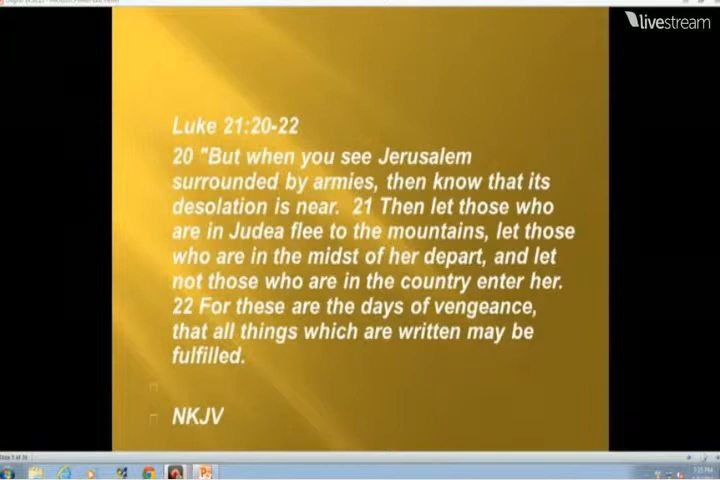 livestream
Luke 21:20-22
20 "But when you see Jerusalem
surrounded by armies, then know that its
desolation is near. 21 Then let those who
are in Judea flee to the mountains, let those
who are in the midst of her depart, and let
not those who are in the country enter her.
22 For these are the days of vengeance,
that all things which are written may be
fulfilled.
NKJV